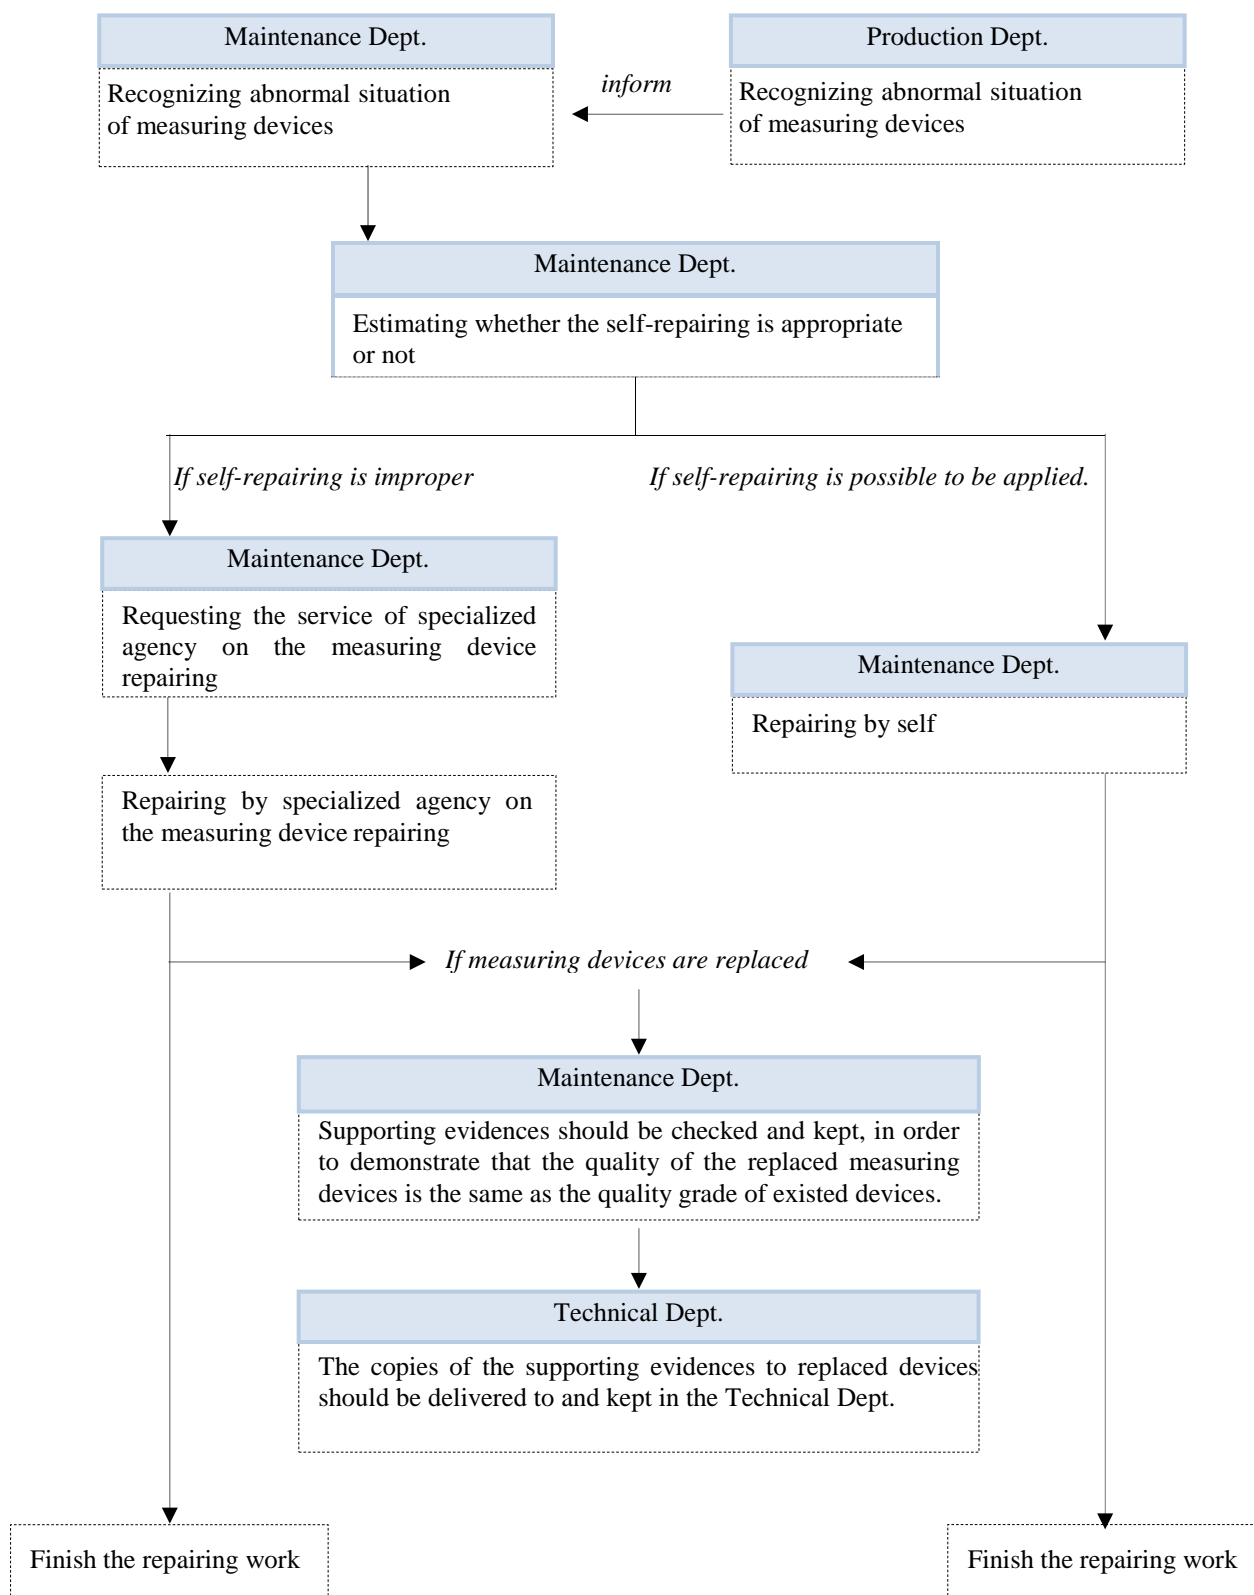 Maintenance Dept.
Recognizing abnormal situation
of measuring devices
inform
Production Dept.
Recognizing abnormal situation
of measuring devices
Maintenance Dept.
Estimating whether the self-repairing is appropriate
or not
If self-repairing is improper
If self-repairing is possible to be applied.
Maintenance Dept.
Requesting the service of specialized
agency on the measuring device
repairing
Maintenance Dept.
Repairing by self
Repairing by specialized agency on
the measuring device repairing
If measuring devices are replaced
Maintenance Dept.
Supporting evidences should be checked and kept, in order
to demonstrate that the quality of the replaced measuring
devices is the same as the quality grade of existed devices.
Technical Dept.
The copies of the supporting evidences to replaced devices
should be delivered to and kept in the Technical Dept.
Finish the repairing work
Finish the repairing work